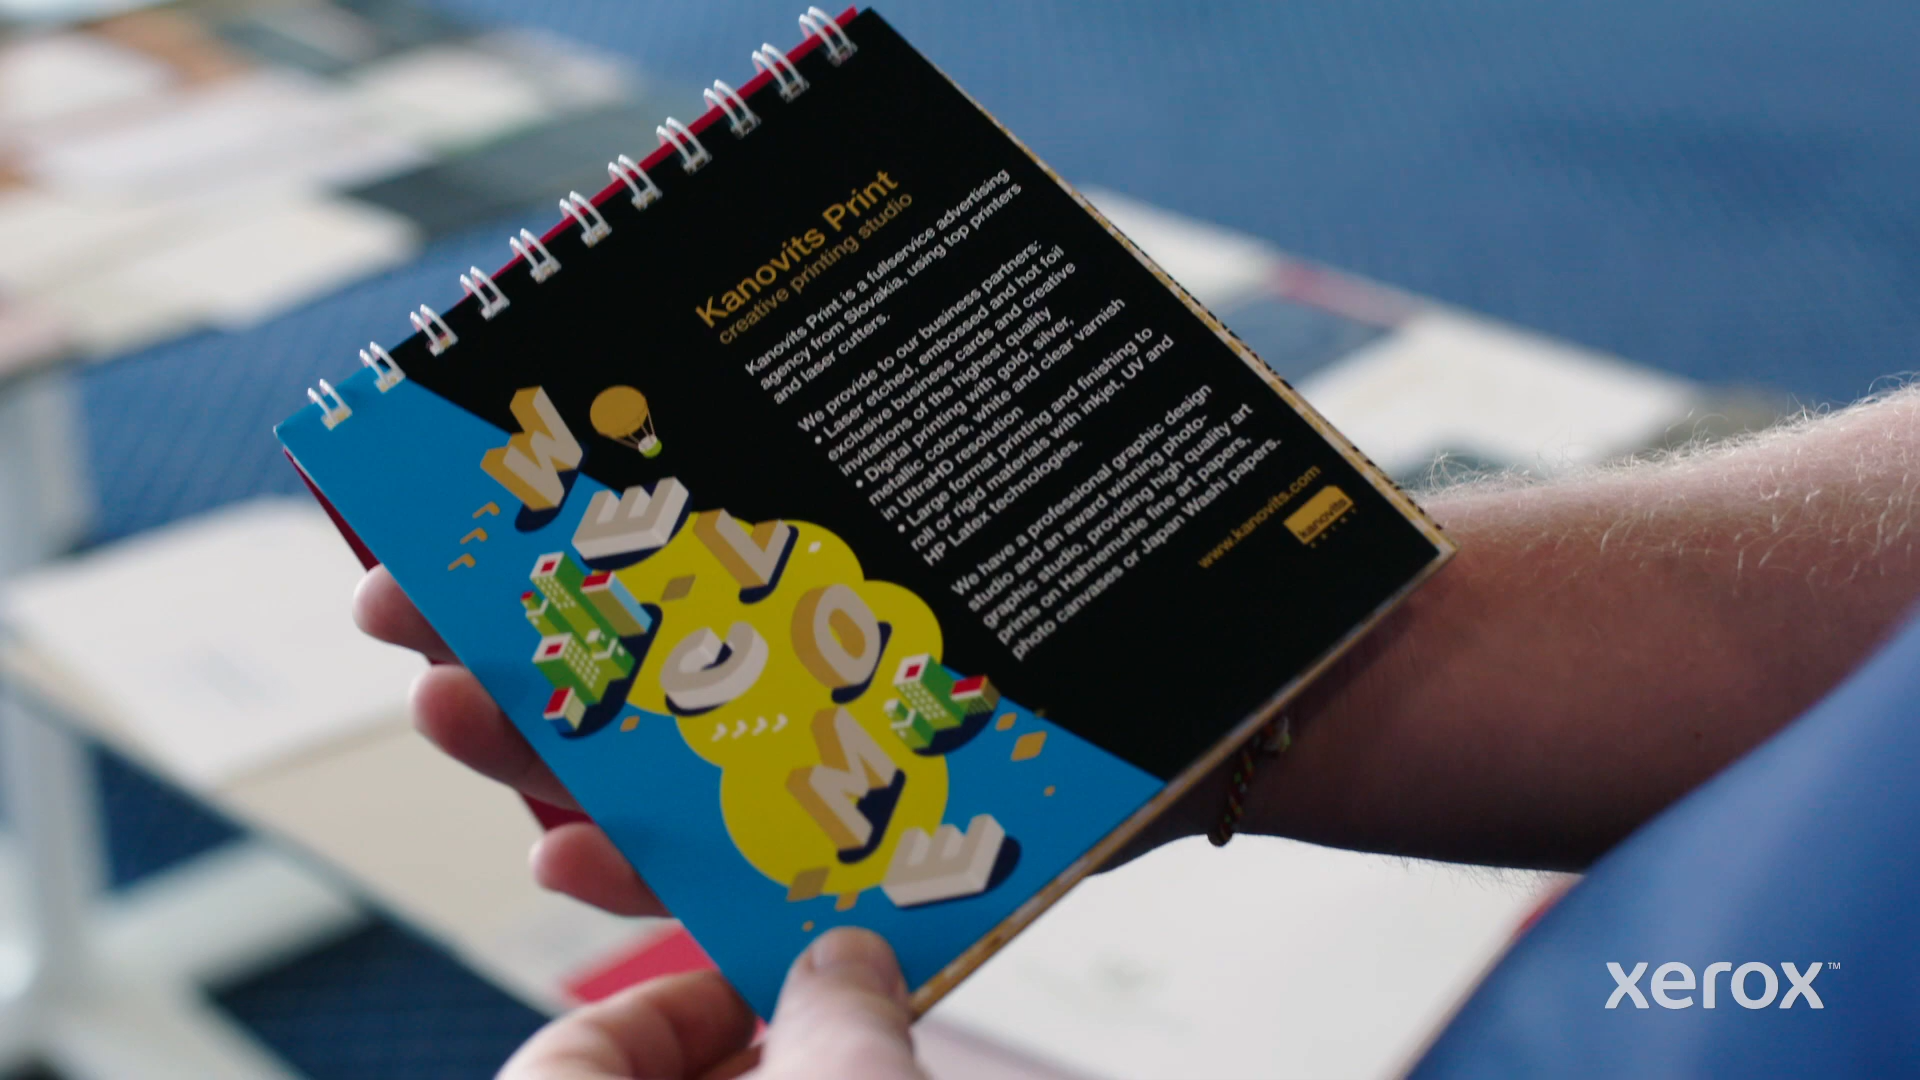 Kanovits Print
creative printing studio
Kanovits Print is a fullservice advertising
agency from Slovakia, using top printers
and laser cutters.
We provide to our business partners:
• Laser etched, embossed and hot foil
exclusive business cards and creative
invitations of the highest quality
• Digital printing with gold, silver,
metallic colors, white and clear varnish
in UltraHD resolution
• Large format printing and finishing to
roll or rigid materials with inkjet, UV and
HP Latex technologies.
We have a professional graphic design
studio and an award winning photo-
graphic studio, providing high quality art
prints on Hahnemuhle fine art papers,
photo canvases or Japan Washi papers.
www.kanovits.com
kanovits
WELCOME
xerox™